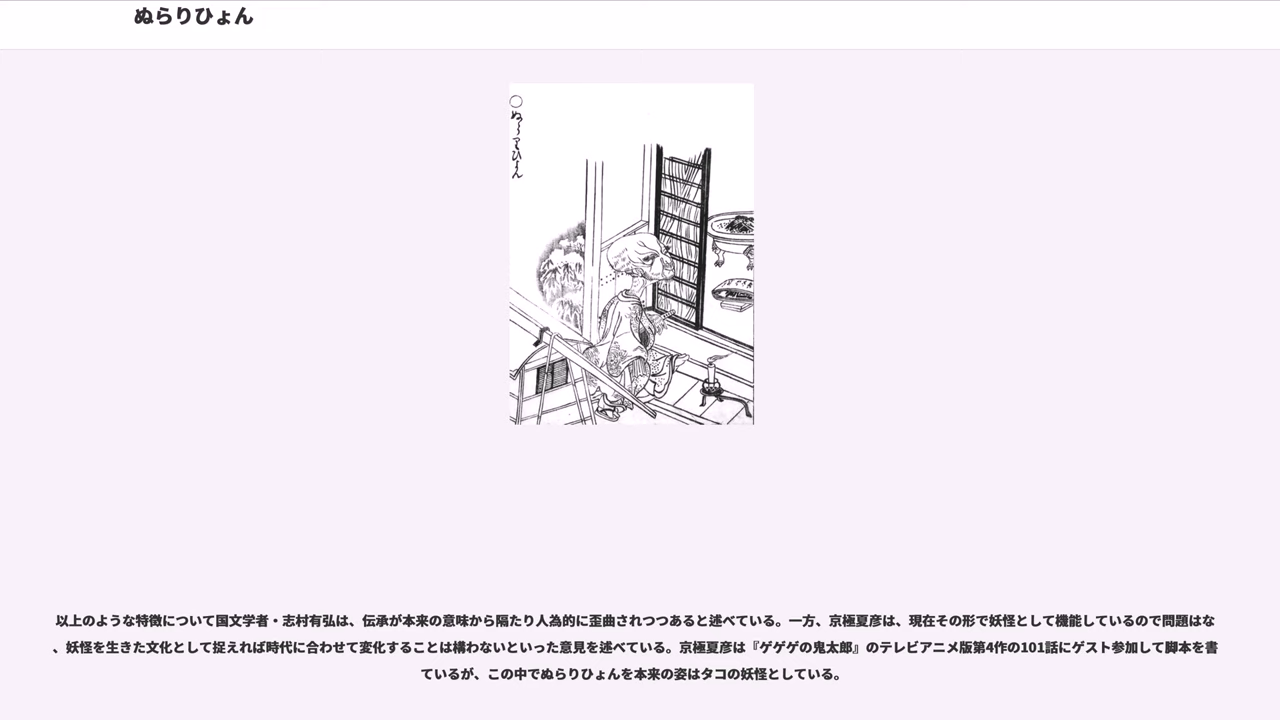 ぬらりひょん
○ぬらりひよん
以上のような特徴について国文学者・志村有弘は、伝承が本来の意味から隔たり人為的に歪曲されつつあると述べている。一方、京極夏彦は、現在その形で妖怪として機能しているので問題はな
、妖怪を生きた文化として捉えれば時代に合わせて変化することは構わないといった意見を述べている。京極夏彦は『ゲゲゲの鬼太郎』のテレビアニメ版第4作の101話にゲスト参加して脚本を書
ているが、この中でぬらりひょんを本来の姿はタコの妖怪としている。